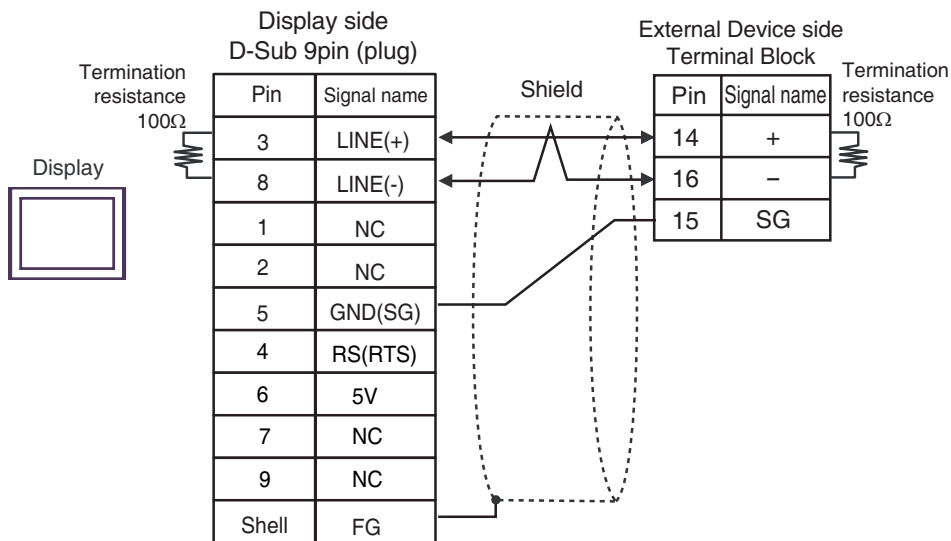 Display side
D-Sub 9pin (plug)
External Device side
Terminal Block
Termination
resistance
100Ω
Display
Pin Signal name
3 LINE(+)
8 LINE(-)
1 NC
2 NC
5 GND(SG)
4 RS(RTS)
6 5V
7 NC
9 NC
Shell FG
Shield
Pin Signal name
14 +
16 –
15 SG
Termination
resistance
100Ω